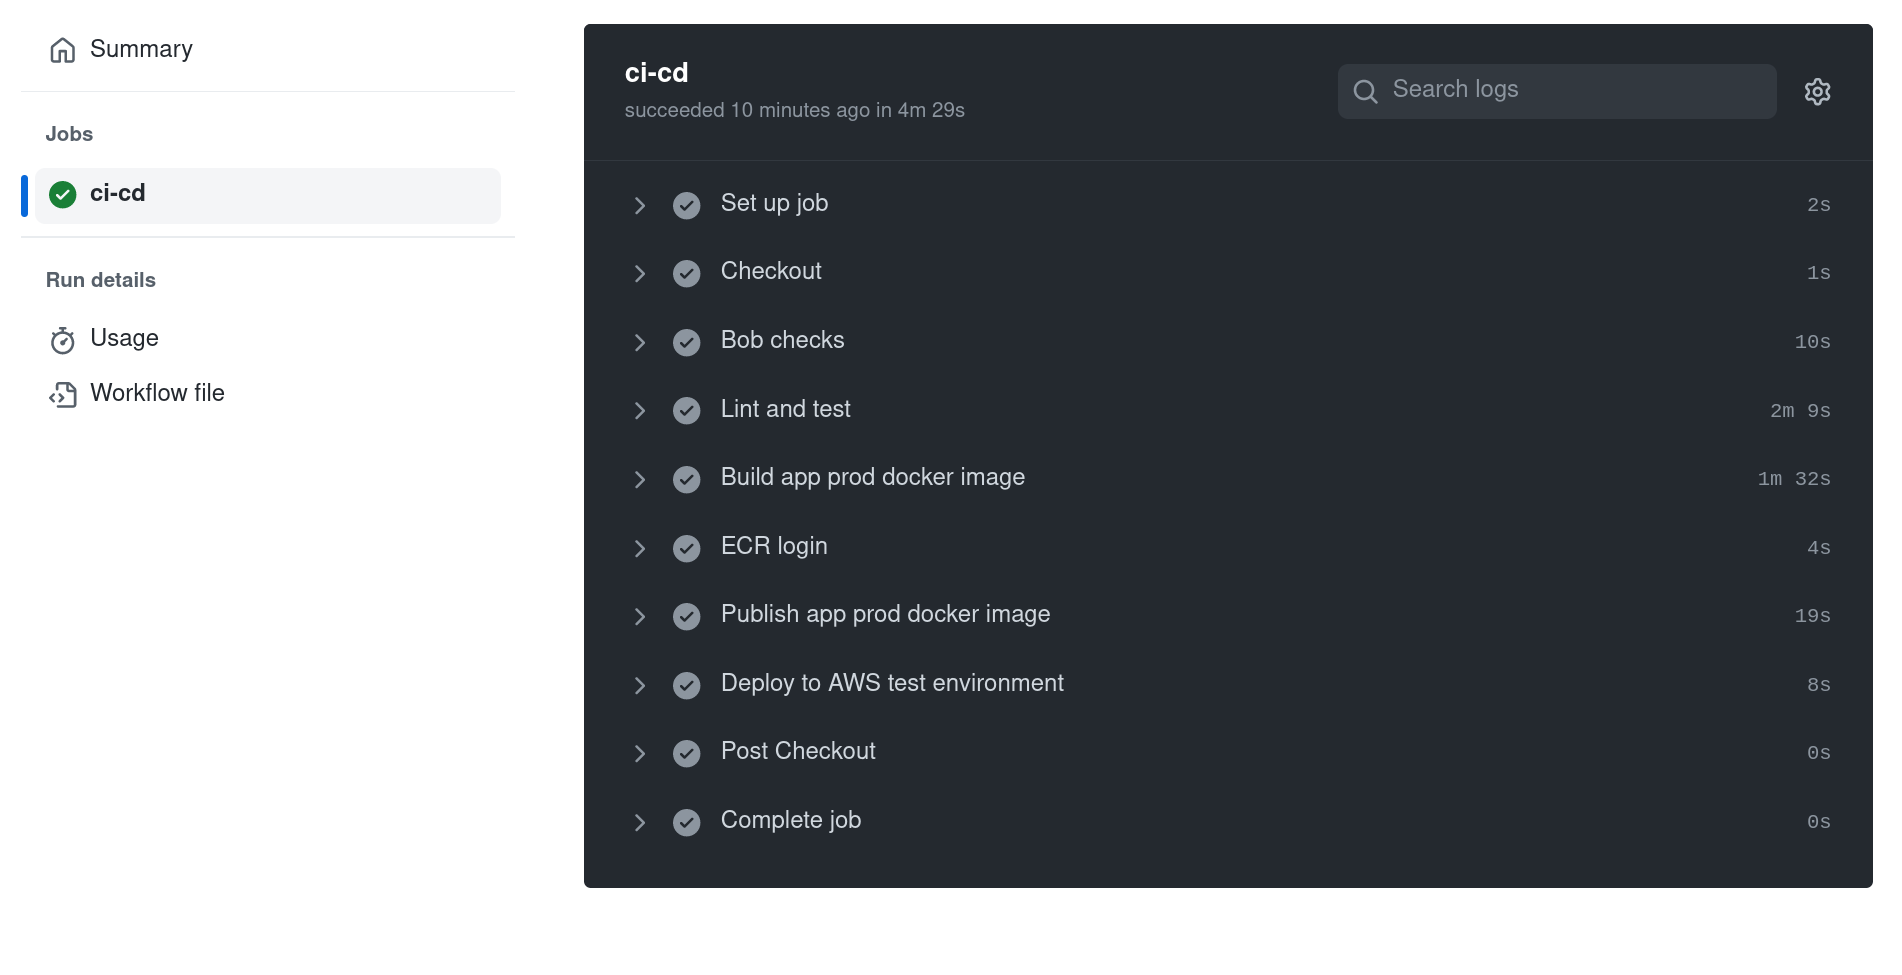 Summary
Jobs
ci-cd
Run details
Usage
Workflow file
ci-cd
succeeded 10 minutes ago in 4m 29s
Search logs
Set up job 2s
Checkout 1s
Bob checks 10s
Lint and test 2m 9s
Build app prod docker image 1m 32s
ECR login 4s
Publish app prod docker image 19s
Deploy to AWS test environment 8s
Post Checkout 0s
Complete job 0s